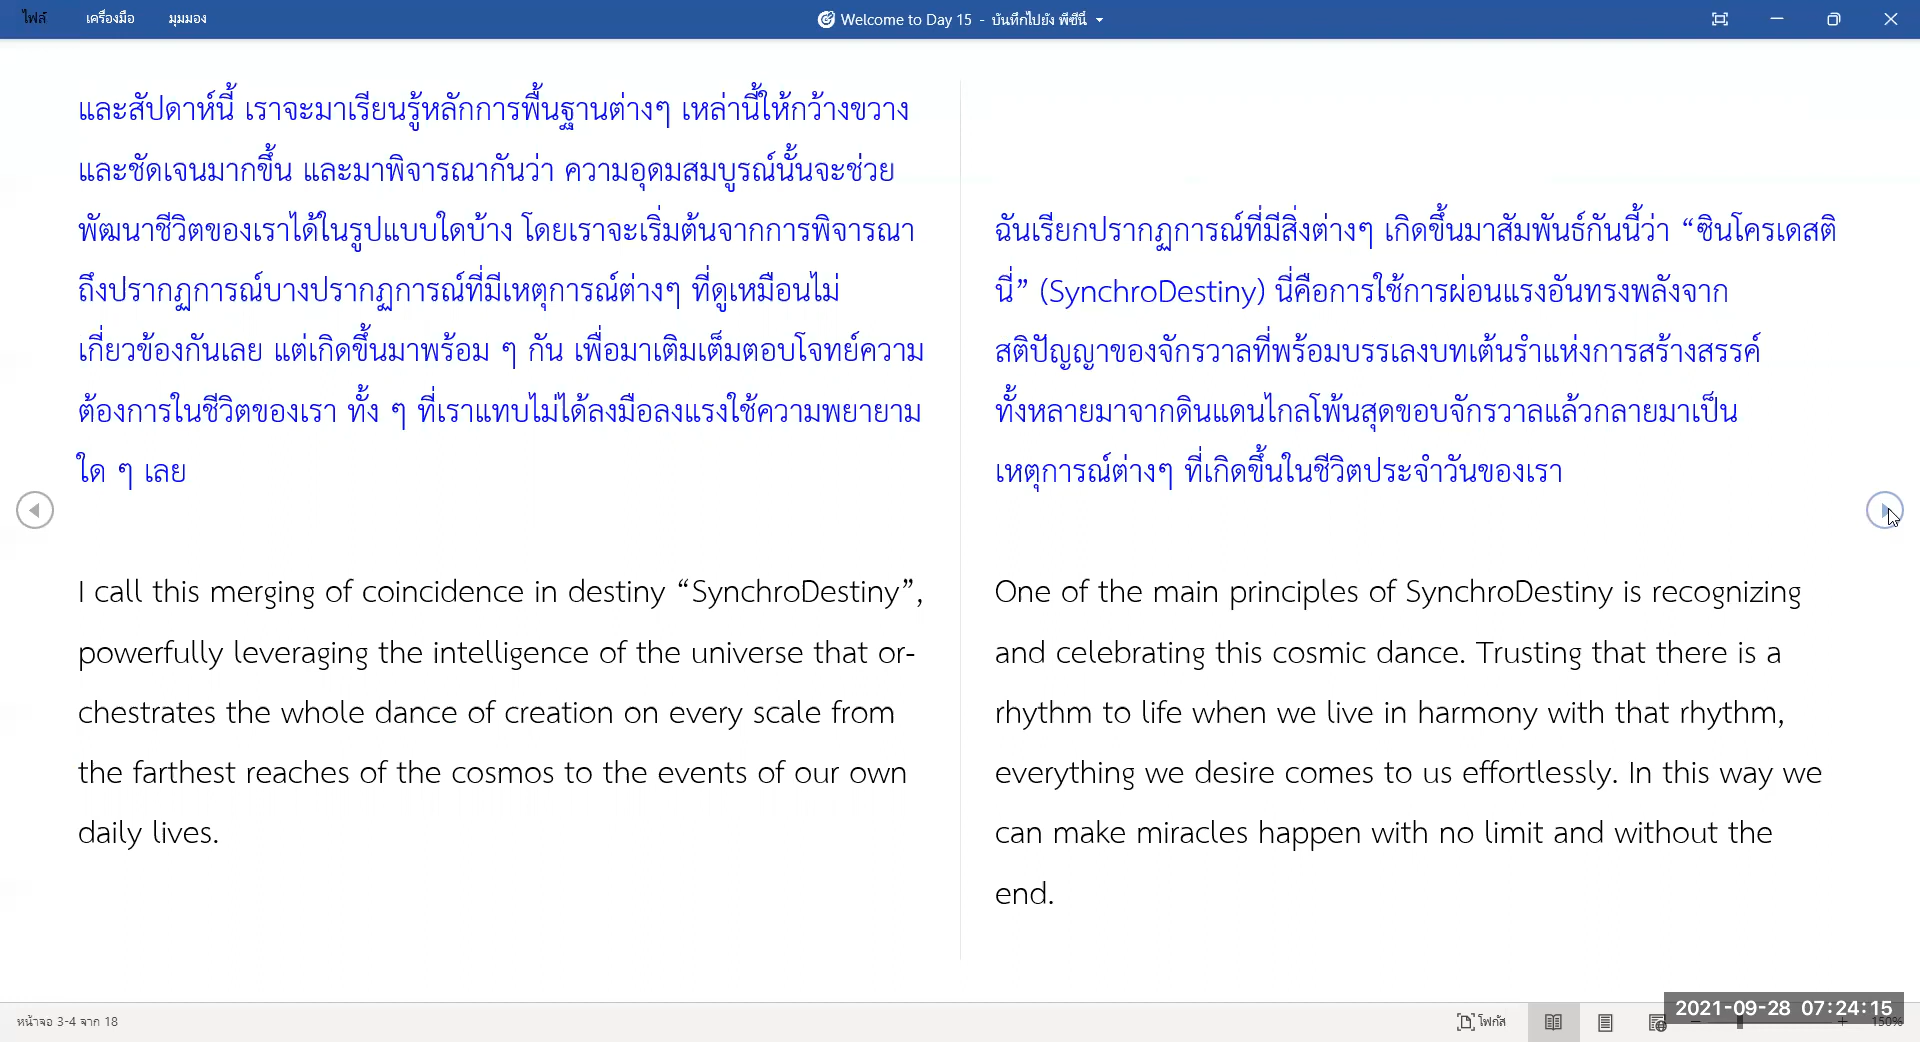 ไฟล์ เครื่องมือ มุมมอง
Welcome to Day 15 - บันทึกไปยัง พีซีนี้
และสัปดาห์นี้ เราจะมาเรียนรู้หลักการพื้นฐานต่างๆ เหล่านี้ให้กว้างขวาง
และชัดเจนมากขึ้น และมาพิจารณากันว่า ความอุดมสมบูรณ์นั้นจะช่วย
พัฒนาชีวิตของเราได้ในรูปแบบใดบ้าง โดยเราจะเริ่มต้นจากการพิจารณา
ถึงปรากฏการณ์บางปรากฏการณ์ที่มีเหตุการณ์ต่างๆ ที่ดูเหมือนไม่
เกี่ยวข้องกันเลย แต่เกิดขึ้นมาพร้อม ๆ กัน เพื่อมาเติมเต็มตอบโจทย์ความ
ต้องการในชีวิตของเรา ทั้ง ๆ ที่เราแทบไม่ได้ลงมือลงแรงใช้ความพยายาม
ใด ๆ เลย
I call this merging of coincidence in destiny “SynchroDestiny”,
powerfully leveraging the intelligence of the universe that or-
chestrates the whole dance of creation on every scale from
the farthest reaches of the cosmos to the events of our own
daily lives.
ฉันเรียกปรากฏการณ์ที่มีสิ่งต่างๆ เกิดขึ้นมาสัมพันธ์กันนี้ว่า “ซินโครเดสติ
นี่” (SynchroDestiny) นี่คือการใช้การผ่อนแรงอันทรงพลังจาก
สติปัญญาของจักรวาลที่พร้อมบรรเลงบทเต้นรำแห่งการสร้างสรรค์
ทั้งหลายมาจากดินแดนไกลโพ้นสุดขอบจักรวาลแล้วกลายมาเป็น
เหตุการณ์ต่างๆ ที่เกิดขึ้นในชีวิตประจำวันของเรา
One of the main principles of SynchroDestiny is recognizing
and celebrating this cosmic dance. Trusting that there is a
rhythm to life when we live in harmony with that rhythm,
everything we desire comes to us effortlessly. In this way we
can make miracles happen with no limit and without the
end.
หน้าจอ 3-4 จาก 18
โฟกัส
2021-09-28 07:24:15
150%